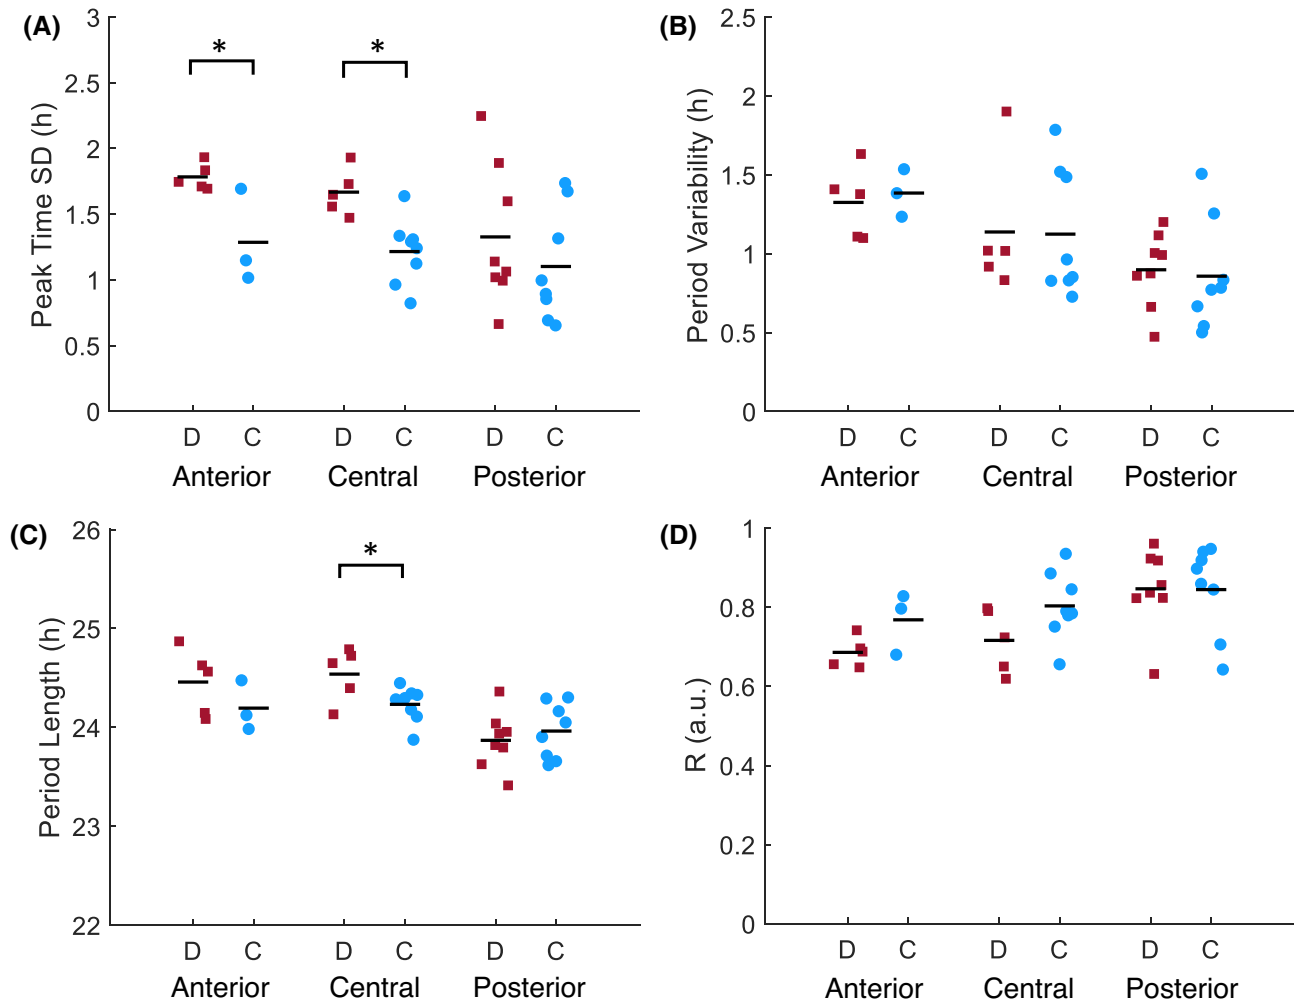 (A)
Peak Time SD (h)
3
2.5
2
1.5
1
0.5
0
*
*
D C D C D C
Anterior Central Posterior
(B)
Period Variability (h)
2.5
2
1.5
1
0.5
0
D C D C D C
Anterior Central Posterior
(C)
Period Length (h)
26
25
24
23
22
*
D C D C D C
Anterior Central Posterior
(D)
R (a.u.)
1
0.8
0.6
0.4
0.2
0
D C D C D C
Anterior Central Posterior